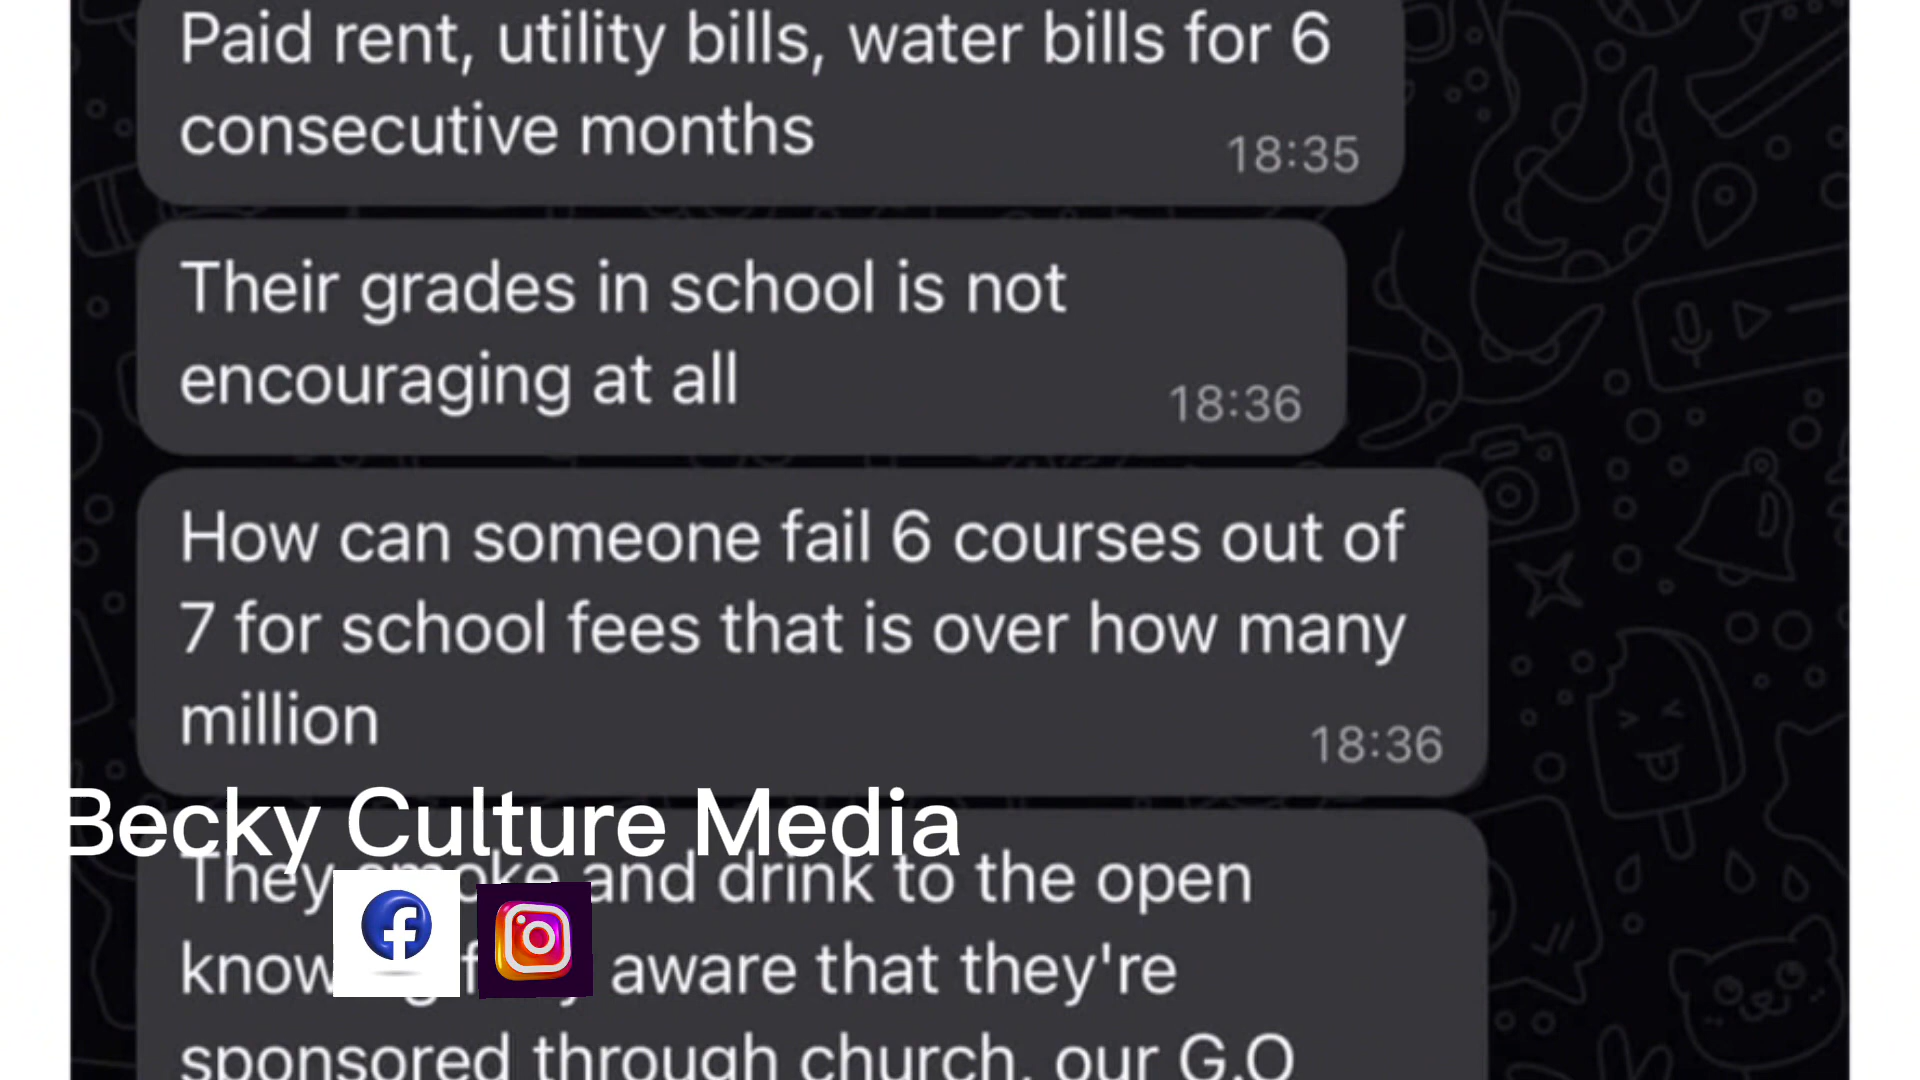 Paid rent, utility bills, water bills for 6
consecutive months
18:35
Their grades in school is not
encouraging at all
18:36
How can someone fail 6 courses out of
7 for school fees that is over how many
million
18:36
Becky Culture Media
They smoke and drink to the open
aware that they're
sponsored through church, our G.O